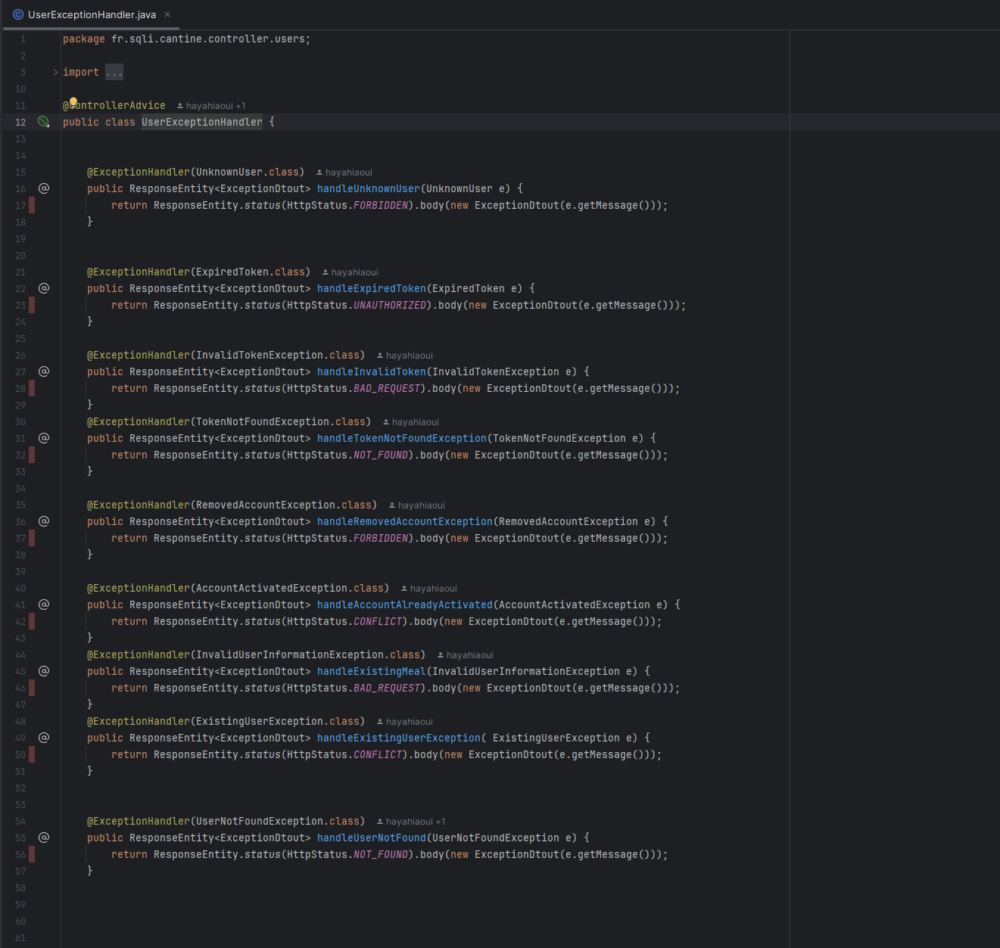 UserExceptionHandler.java
1 package fr.sqli.cantine.controller.users;
2
3 import ...
10
11 @ControllerAdvice hayahiaoui +1
12 public class UserExceptionHandler {
13
14
15 @ExceptionHandler(UnknownUser.class) hayahiaoui
16 public ResponseEntity<ExceptionDtout> handleUnknownUser(UnknownUser e) {
17 return ResponseEntity.status(HttpStatus.FORBIDDEN).body(new ExceptionDtout(e.getMessage()));
18 }
19
20
21 @ExceptionHandler(ExpiredToken.class) hayahiaoui
22 public ResponseEntity<ExceptionDtout> handleExpiredToken(ExpiredToken e) {
23 return ResponseEntity.status(HttpStatus.UNAUTHORIZED).body(new ExceptionDtout(e.getMessage()));
24 }
25
26 @ExceptionHandler(InvalidTokenException.class) hayahiaoui
27 public ResponseEntity<ExceptionDtout> handleInvalidToken(InvalidTokenException e) {
28 return ResponseEntity.status(HttpStatus.BAD_REQUEST).body(new ExceptionDtout(e.getMessage()));
29 }
30 @ExceptionHandler(TokenNotFoundException.class) hayahiaoui
31 public ResponseEntity<ExceptionDtout> handleTokenNotFoundException(TokenNotFoundException e) {
32 return ResponseEntity.status(HttpStatus.NOT_FOUND).body(new ExceptionDtout(e.getMessage()));
33 }
34
35 @ExceptionHandler(RemovedAccountException.class) hayahiaoui
36 public ResponseEntity<ExceptionDtout> handleRemovedAccountException(RemovedAccountException e) {
37 return ResponseEntity.status(HttpStatus.FORBIDDEN).body(new ExceptionDtout(e.getMessage()));
38 }
39
40 @ExceptionHandler(AccountActivatedException.class) hayahiaoui
41 public ResponseEntity<ExceptionDtout> handleAccountAlreadyActivated(AccountActivatedException e) {
42 return ResponseEntity.status(HttpStatus.CONFLICT).body(new ExceptionDtout(e.getMessage()));
43 }
44 @ExceptionHandler(InvalidUserInformationException.class) hayahiaoui
45 public ResponseEntity<ExceptionDtout> handleExistingMeal(InvalidUserInformationException e) {
46 return ResponseEntity.status(HttpStatus.BAD_REQUEST).body(new ExceptionDtout(e.getMessage()));
47 }
48 @ExceptionHandler(ExistingUserException.class) hayahiaoui
49 public ResponseEntity<ExceptionDtout> handleExistingUserException( ExistingUserException e) {
50 return ResponseEntity.status(HttpStatus.CONFLICT).body(new ExceptionDtout(e.getMessage()));
51 }
52
53
54 @ExceptionHandler(UserNotFoundException.class) hayahiaoui +1
55 public ResponseEntity<ExceptionDtout> handleUserNotFound(UserNotFoundException e) {
56 return ResponseEntity.status(HttpStatus.NOT_FOUND).body(new ExceptionDtout(e.getMessage()));
57 }
58
59
60
61